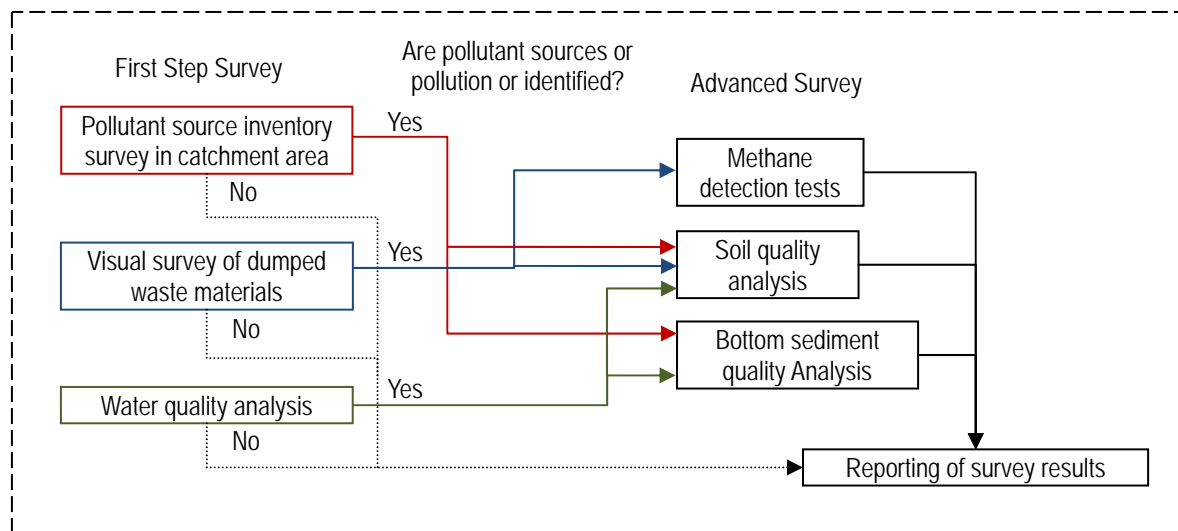 First Step Survey
Are pollutant sources or
pollution or identified?
Advanced Survey
Pollutant source inventory
survey in catchment area
Yes
No
Methane
detection tests
Visual survey of dumped
waste materials
Yes
No
Soil quality
analysis
Bottom sediment
quality Analysis
Water quality analysis
Yes
No
Reporting of survey results